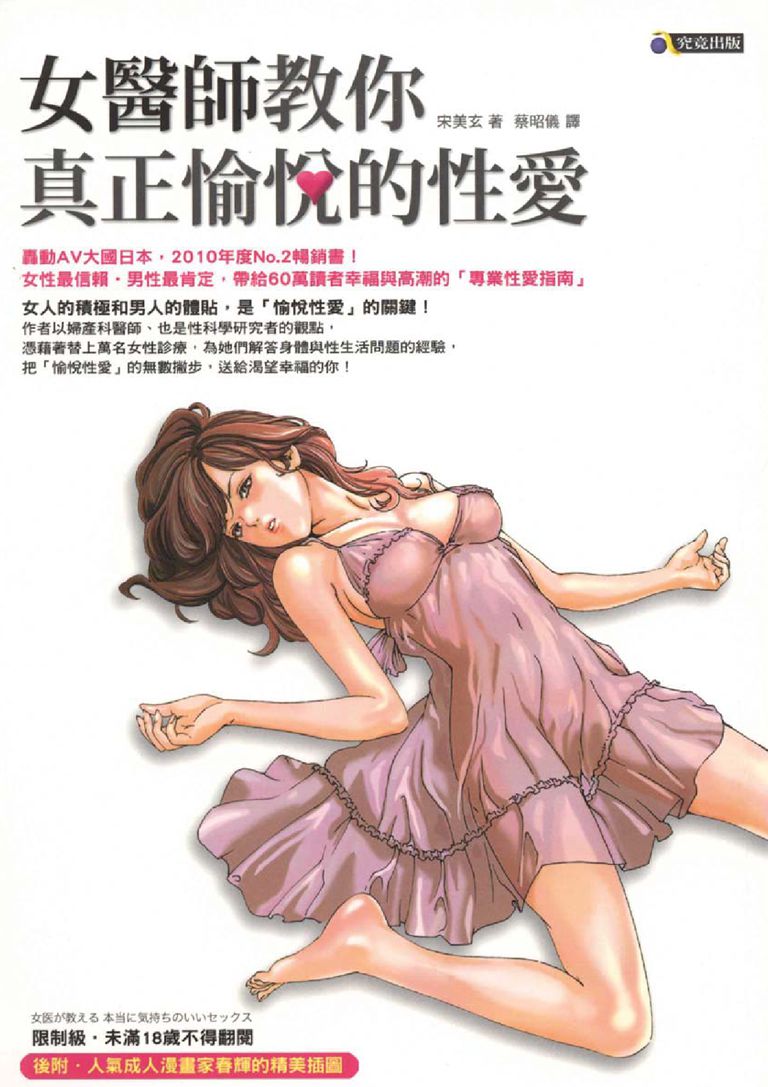 究竟出版
女醫師教你
宋美玄 著 蔡昭儀 譯
真正愉悅的性愛
轟動AV大國日本，2010年度No.2暢銷書！
女性最信賴・男性最肯定，帶給60萬讀者幸福與高潮的「專業性愛指南」
女人的積極和男人的體貼，是「愉悅性愛」的關鍵！
作者以婦產科醫師、也是性科學研究者的觀點，
憑藉著替上萬名女性診療，為她們解答身體與性生活問題的經驗，
把「愉悅性愛」的無數撇步，送給渴望幸福的你！
女医が教える 本当に気持ちのいいセックス
限制級・未滿18歲不得翻閱
後附・人氣成人漫畫家春輝的精美插圖